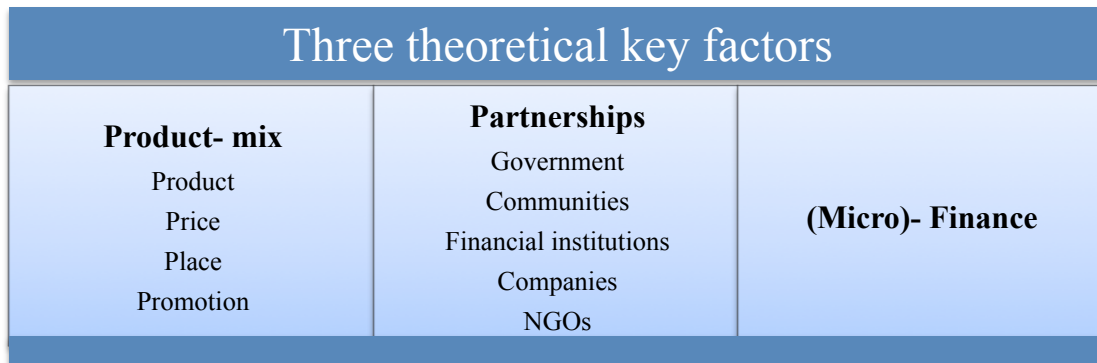 Three theoretical key factors
Product- mix
Product
Price
Place
Promotion
Partnerships
Government
Communities
Financial institutions
Companies
NGOs
(Micro)- Finance